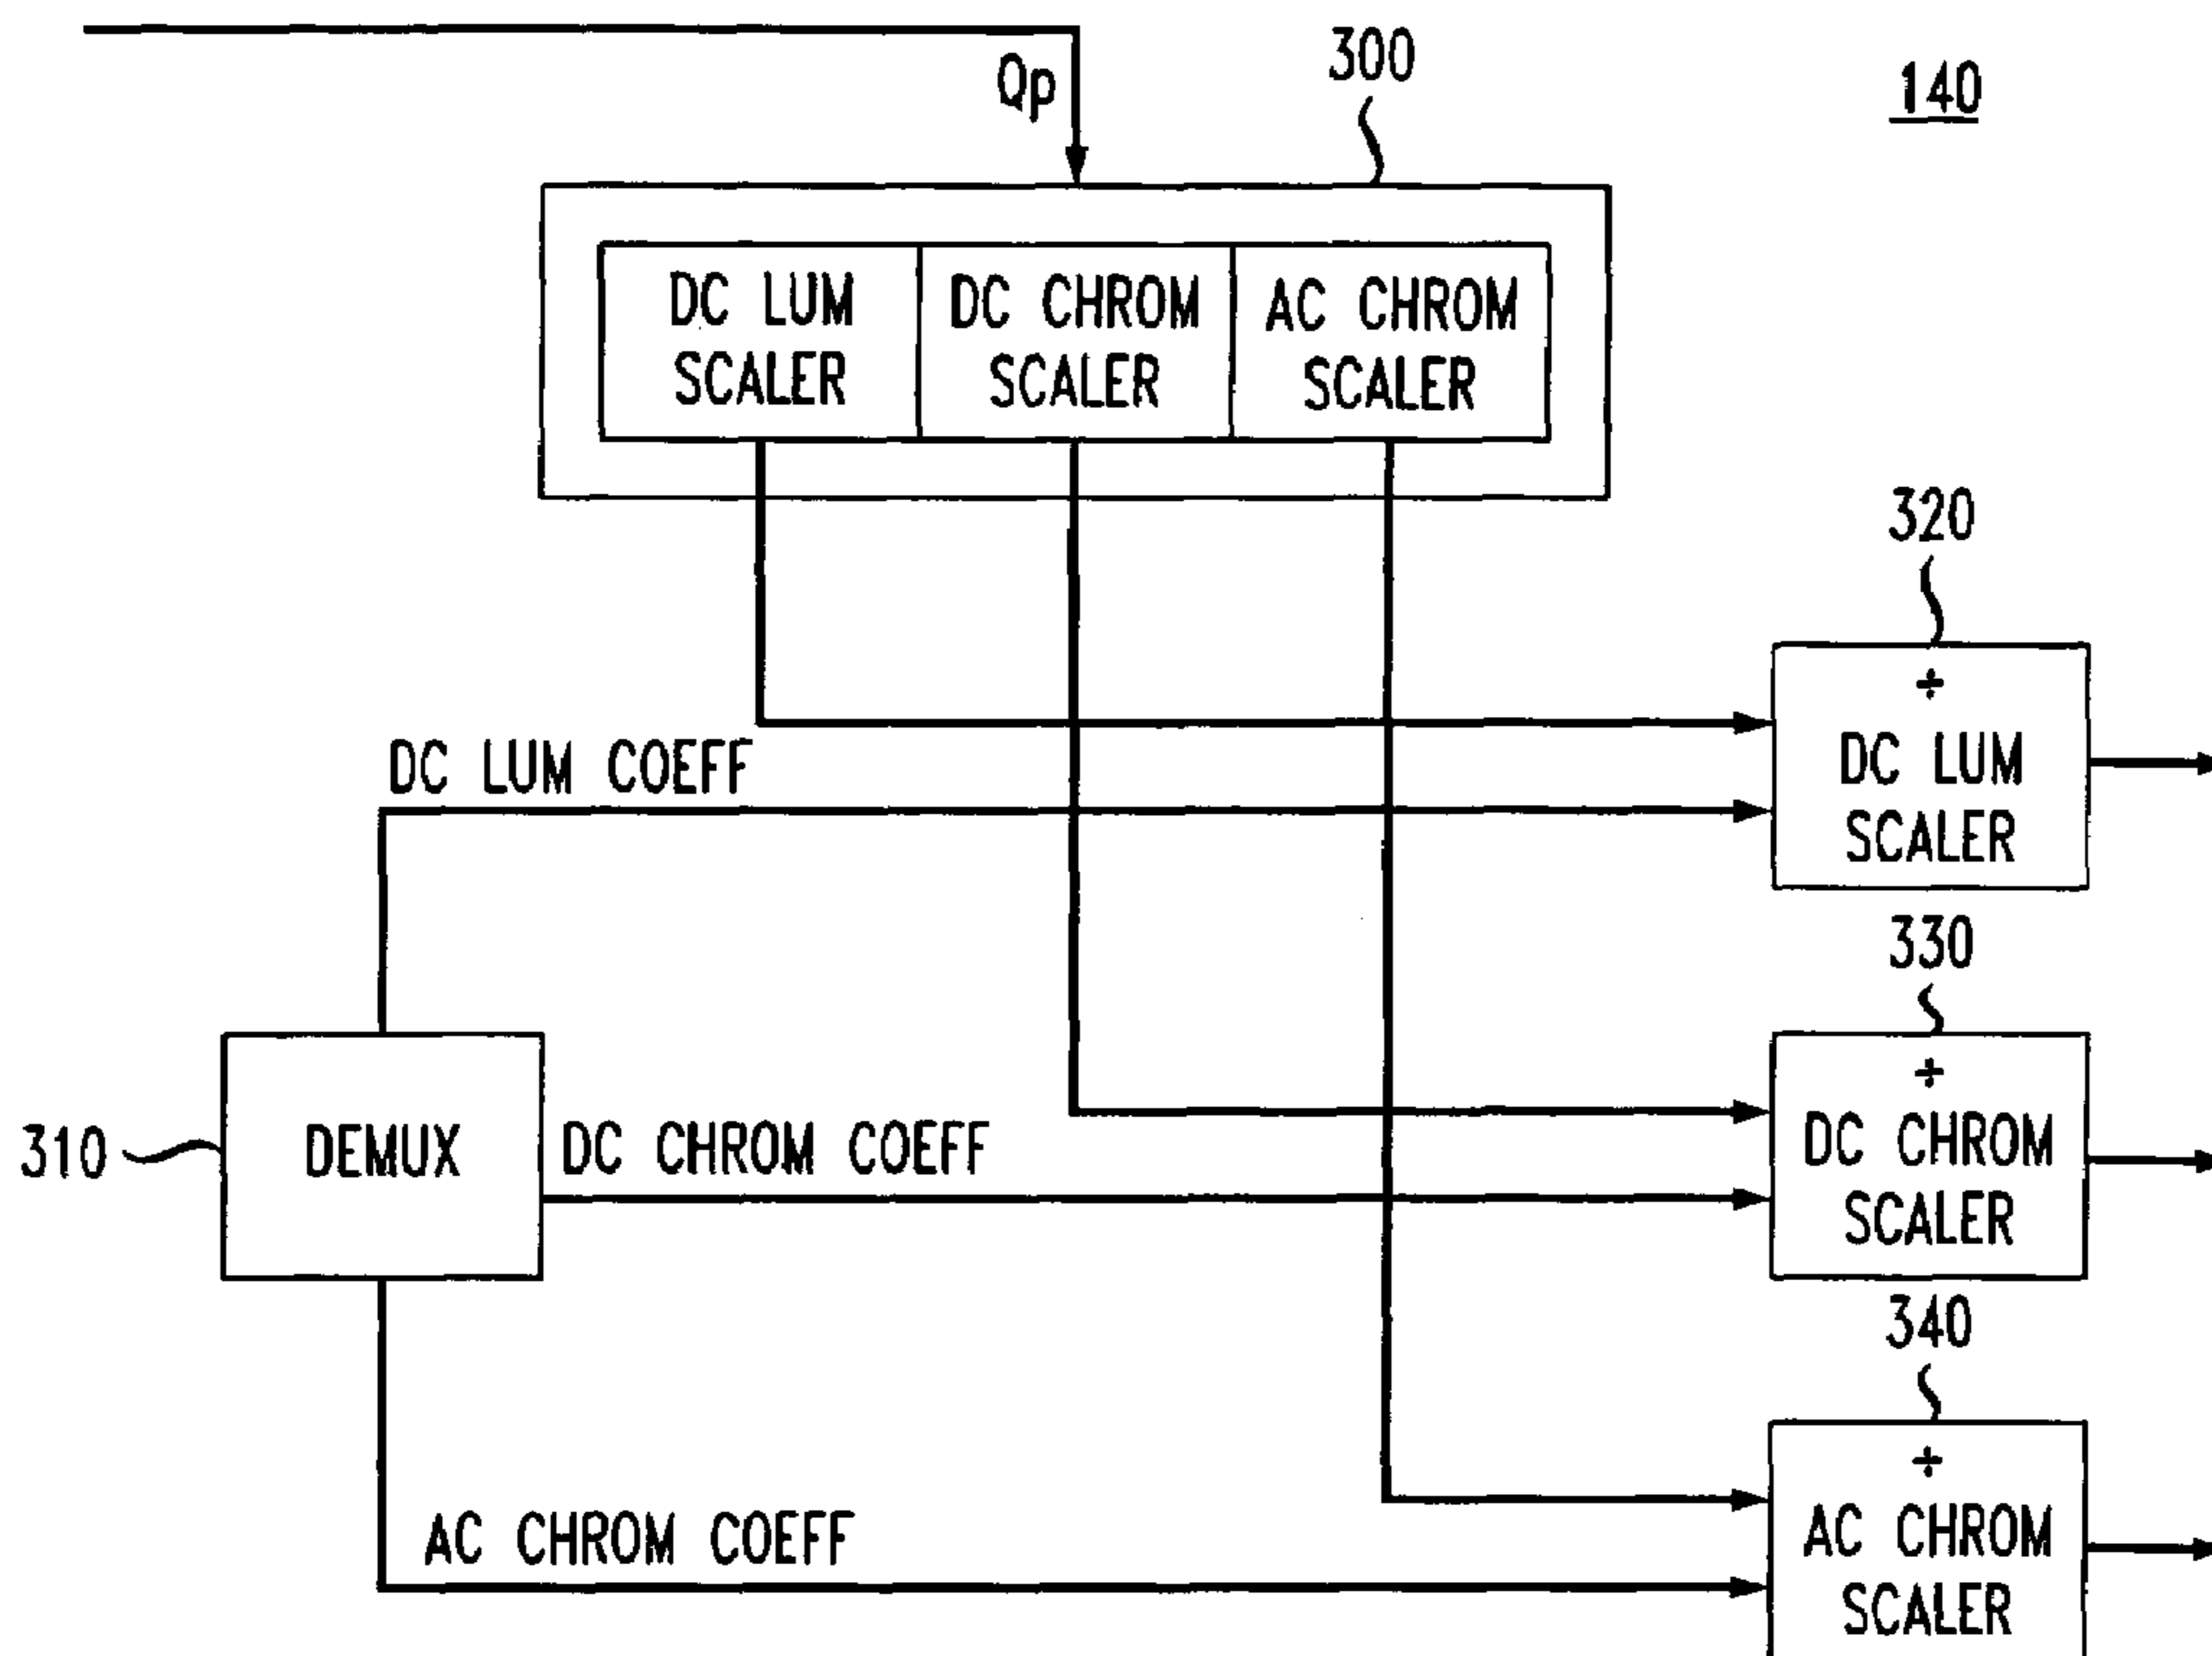 Qp
300
140
DC LUM
SCALER
DC CHROM
SCALER
AC CHROM
SCALER
320
÷
DC LUM
SCALER
DC LUM COEFF
330
÷
DC CHROM
SCALER
310
DEMUX
DC CHROM COEFF
340
÷
AC CHROM
SCALER
AC CHROM COEFF